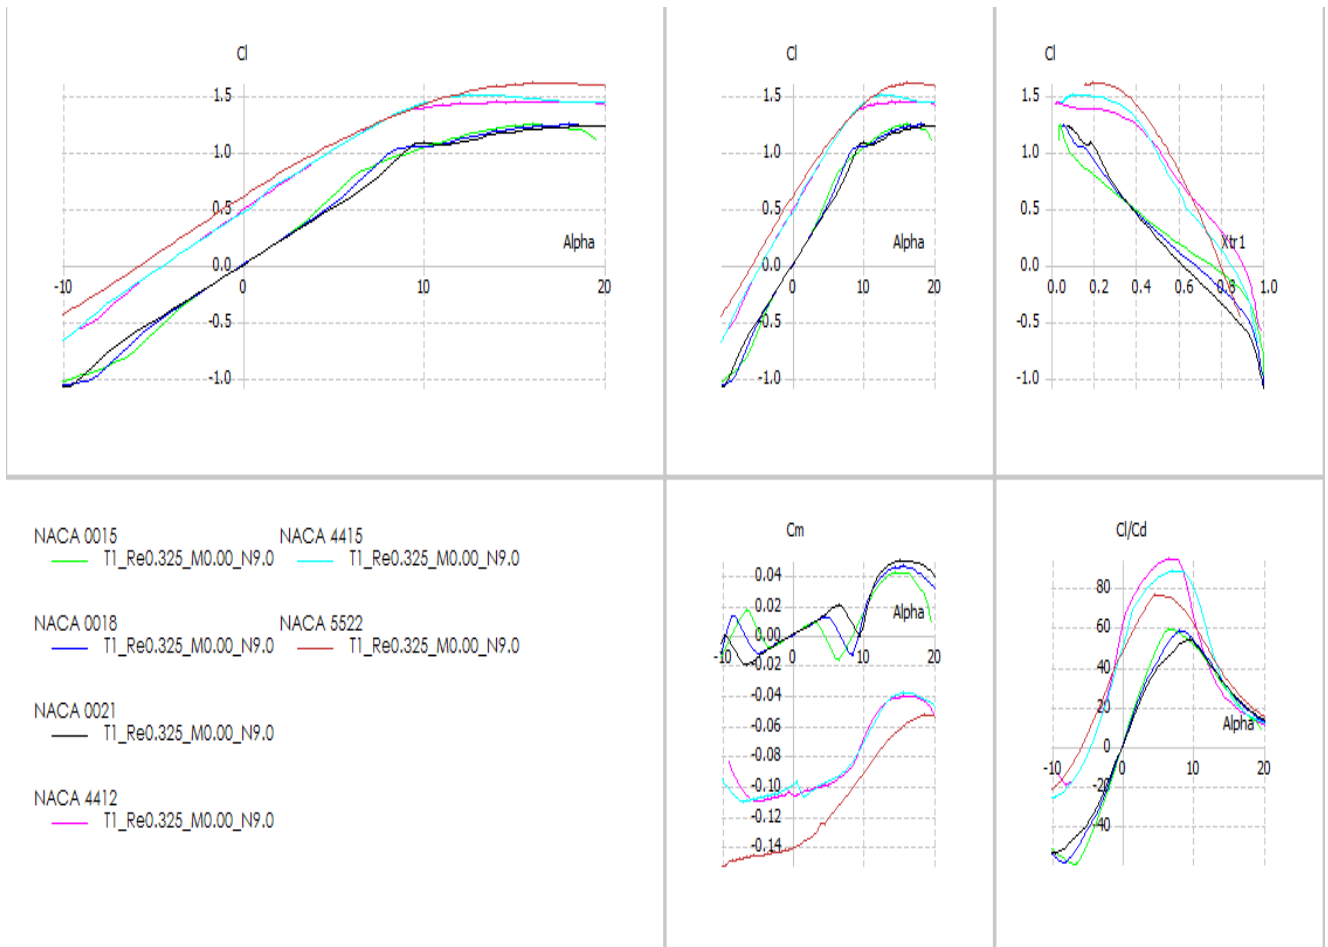 Cl
1.5
1.0
0.5
Alpha
0.0
-10
0
10
20
-0.5
-1.0
Cl
1.5
1.0
0.5
Alpha
0.0
-10
0
10
20
-0.5
-1.0
Cl
1.5
1.0
0.5
Xtr1
0.0
0.0 0.2 0.4 0.6 0.8 1.0
-0.5
-1.0
NACA 0015
T1_Re0.325_M0.00_N9.0
NACA 4415
T1_Re0.325_M0.00_N9.0
NACA 0018
T1_Re0.325_M0.00_N9.0
NACA 5522
T1_Re0.325_M0.00_N9.0
NACA 0021
T1_Re0.325_M0.00_N9.0
NACA 4412
T1_Re0.325_M0.00_N9.0
Cm
0.04
0.02
Alpha
0.00
-10 0 10 20
-0.02
-0.04
-0.06
-0.08
-0.10
-0.12
-0.14
Cl/Cd
80
60
40
20
Alpha
0
-10 0 10 20
-20
-40